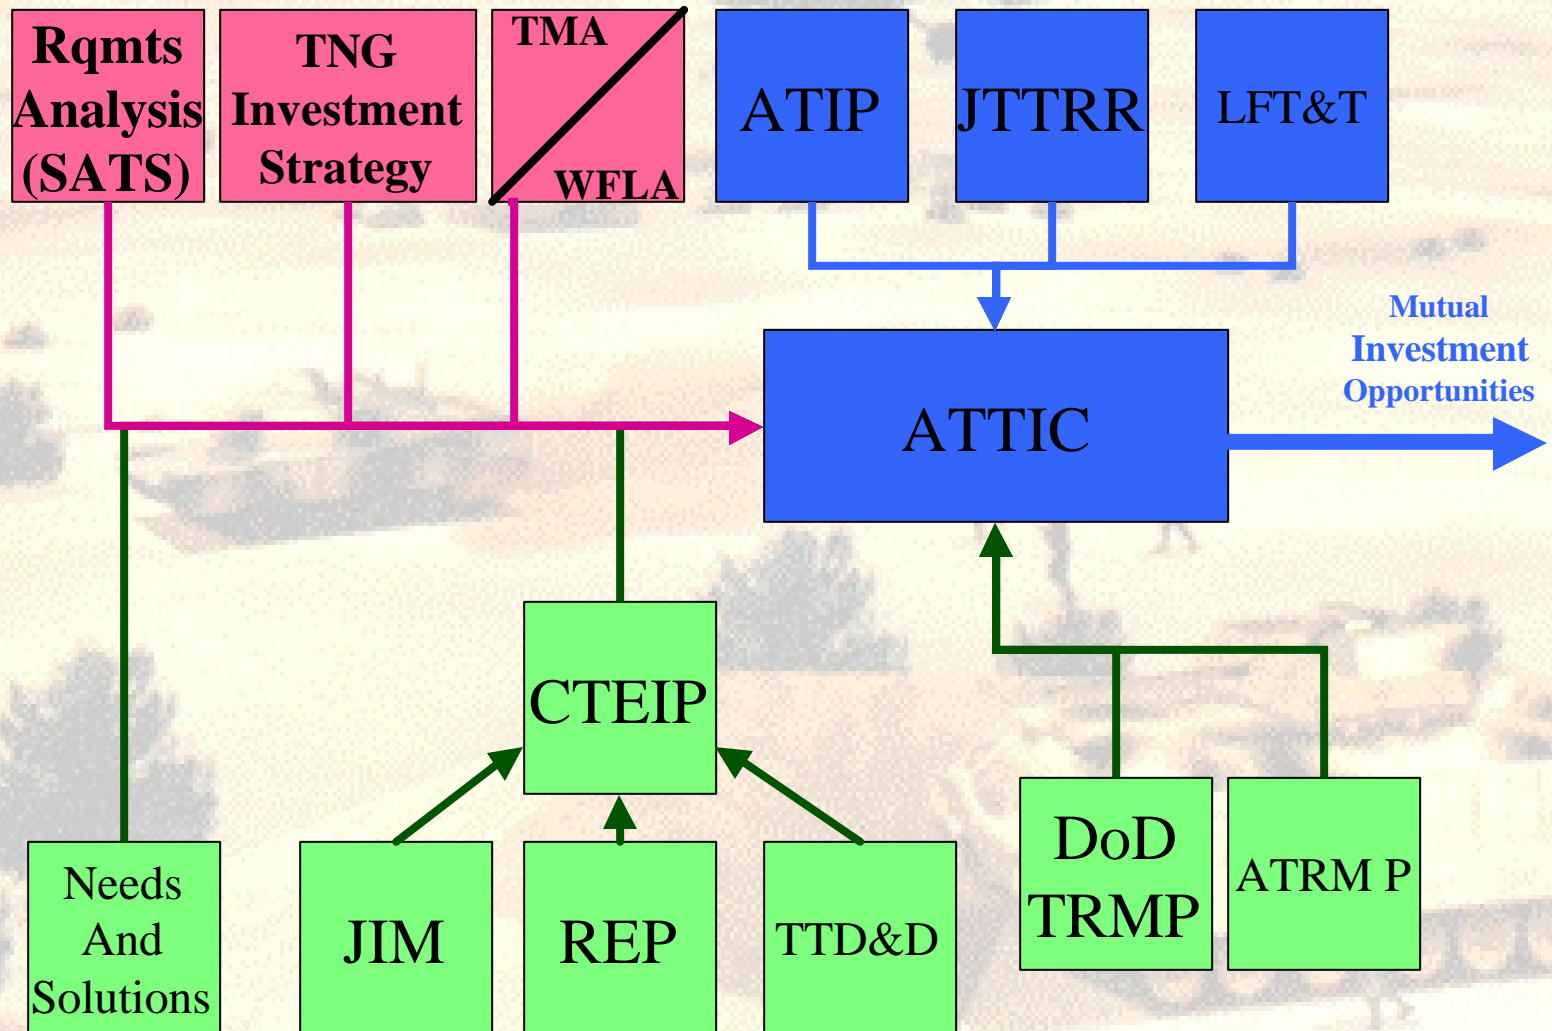 Rqmts
Analysis
(SATS)
TNG
Investment
Strategy
TMA
WFLA
ATIP
JTTRR
LFT&T
Mutual
Investment
Opportunities
ATTIC
CTEIP
DoD
TRMP
ATRM P
Needs
And
Solutions
JIM
REP
TTD&D